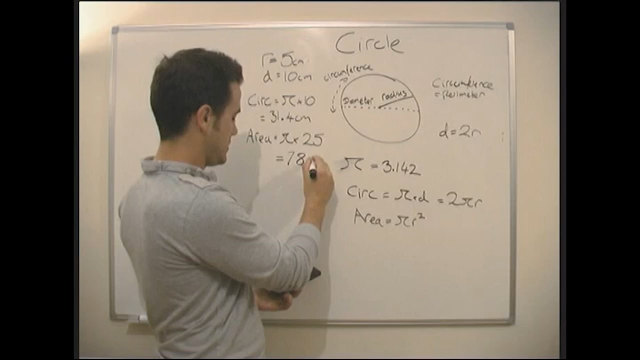 Circle
r = 5cm
d = 10cm
circumference
Circ = π × 10
= 31.4cm
Area = π × 25
= 78
diameter
radius
Circumference
= Perimeter
d = 2r
π = 3.142
Circ = π × d = 2πr
Area = πr²